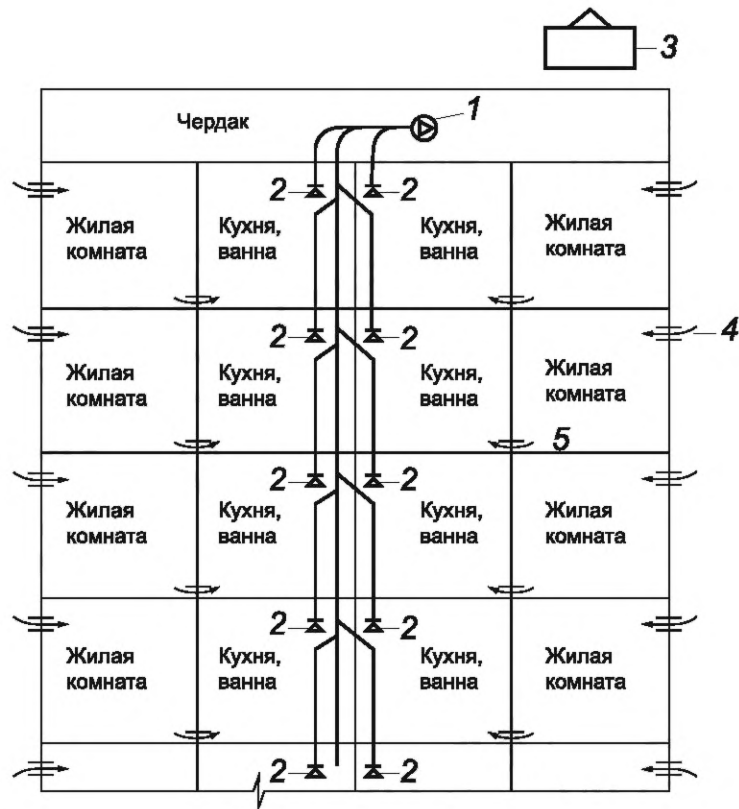 3
1
Чердак
2 2
Жилая комната
Кухня, ванна
Кухня, ванна
Жилая комната
2 2
4
Жилая комната
Кухня, ванна
Кухня, ванна
Жилая комната
5
2 2
Жилая комната
Кухня, ванна
Кухня, ванна
Жилая комната
2 2
Жилая комната
Кухня, ванна
Кухня, ванна
Жилая комната
2 2